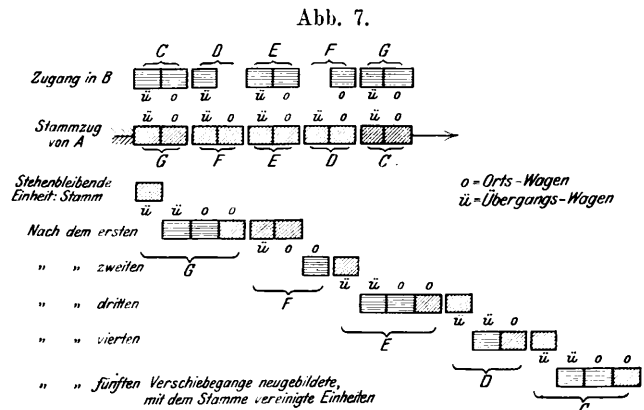 Abb. 7.
C D E F G
Zugang in B
ü o ü ü o o ü o
ü o ü o ü o ü o ü o
Stammzug
von A
G F E D C
Stehenbleibende
Einheit: Stamm
o = Orts-Wagen
ü = Übergangs-Wagen
ü ü o o
Nach dem ersten
G
ü o o
„ „ zweiten
F
ü ü o o
„ „ dritten
E
ü ü o
„ „ vierten
D
ü ü o o
„ „ fünften Verschiebegange neugebildete,
mit dem Stamme vereinigte Einheiten
C